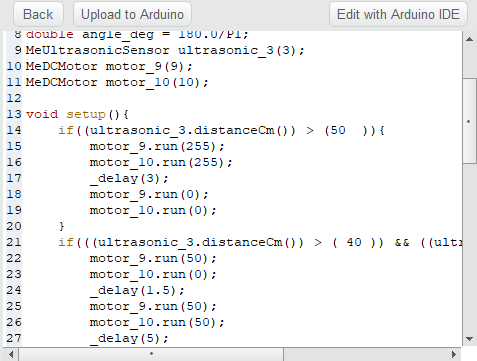 Back Upload to Arduino Edit with Arduino IDE
8 double angle_deg = 180.0/PI;
9 MeUltrasonicSensor ultrasonic_3(3);
10 MeDCMotor motor_9(9);
11 MeDCMotor motor_10(10);
12
13 void setup(){
14 if((ultrasonic_3.distanceCm()) > (50 )){
15 motor_9.run(255);
16 motor_10.run(255);
17 _delay(3);
18 motor_9.run(0);
19 motor_10.run(0);
20 }
21 if(((ultrasonic_3.distanceCm()) > ( 40 )) && ((ultr
22 motor_9.run(50);
23 motor_10.run(0);
24 _delay(1.5);
25 motor_9.run(50);
26 motor_10.run(50);
27 _delay(5);